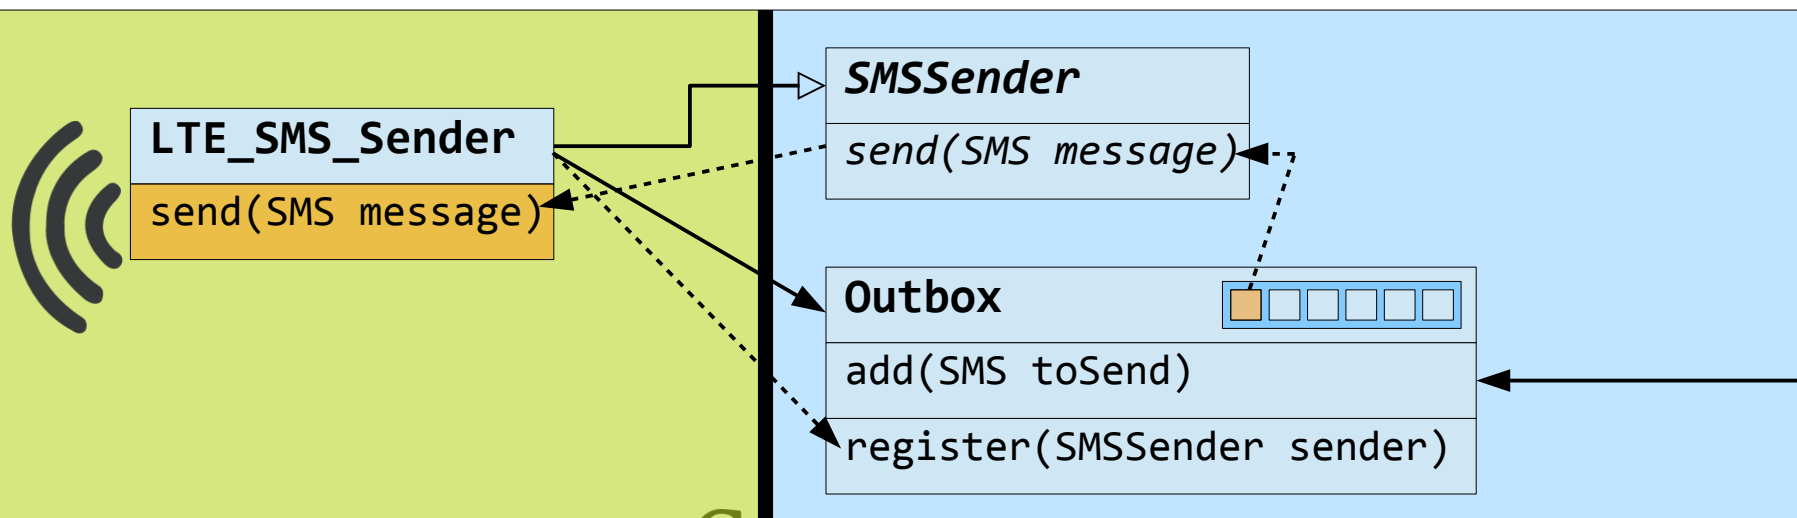 LTE_SMS_Sender
send(SMS message)
SMSSender
send(SMS message)
Outbox
add(SMS toSend)
register(SMSSender sender)